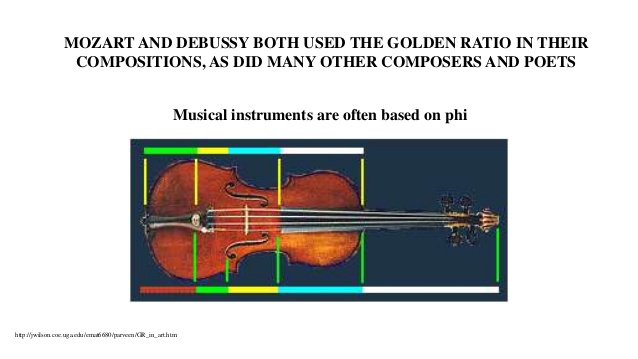 MOZART AND DEBUSSY BOTH USED THE GOLDEN RATIO IN THEIR
COMPOSITIONS, AS DID MANY OTHER COMPOSERS AND POETS
Musical instruments are often based on phi
http://jwilson.coe.uga.edu/emat6680/parveen/GR_in_art.htm